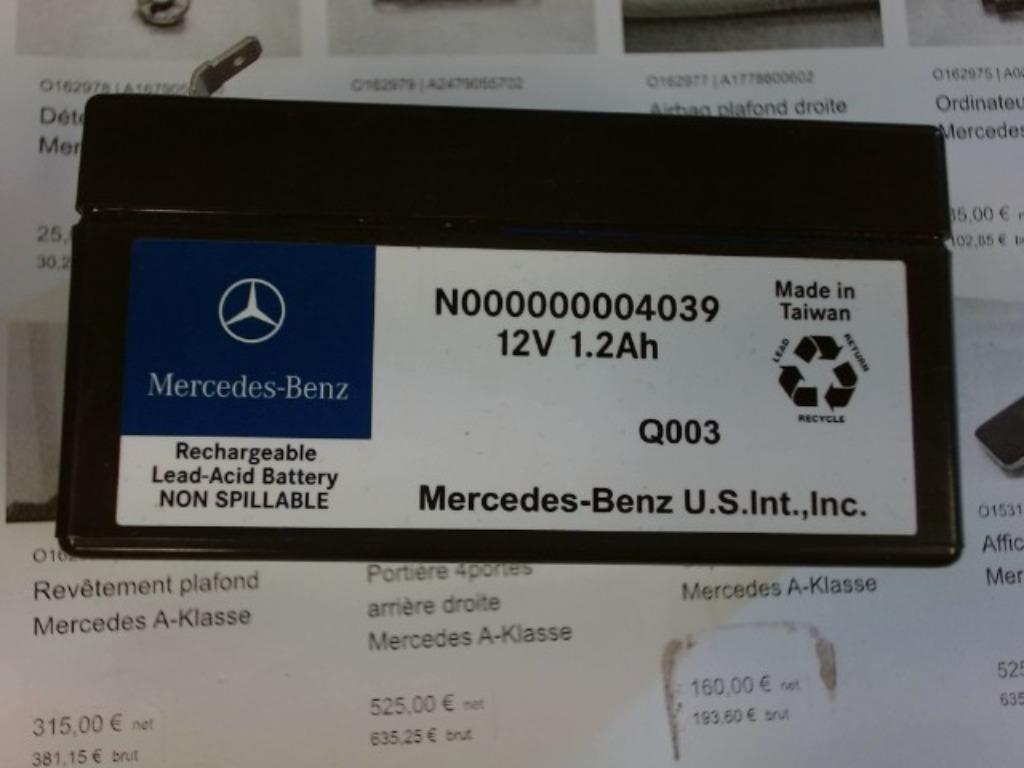 O162978 | A
O162979 | A2479055702
O162977 | A1778600602
O162975 |
Airbag plafond droite
Ordinateu
Mercedes
25,
30,2
35,00 €
102,85 €
Mercedes-Benz
Rechargeable
Lead-Acid Battery
NON SPILLABLE
N000000004039
12V 1.2Ah
Q003
Mercedes-Benz U.S.Int.,Inc.
Made in
Taiwan
LEAD
RETURN
RECYCLE
O1531
Affic
Mer
Revêtement plafond
Mercedes A-Klasse
Portière 4portes
arrière droite
Mercedes A-Klasse
Mercedes A-Klasse
315,00 € net
381,15 € brut
525,00 € net
635,25 € brut
160,00 € net
193,60 € brut
525
635